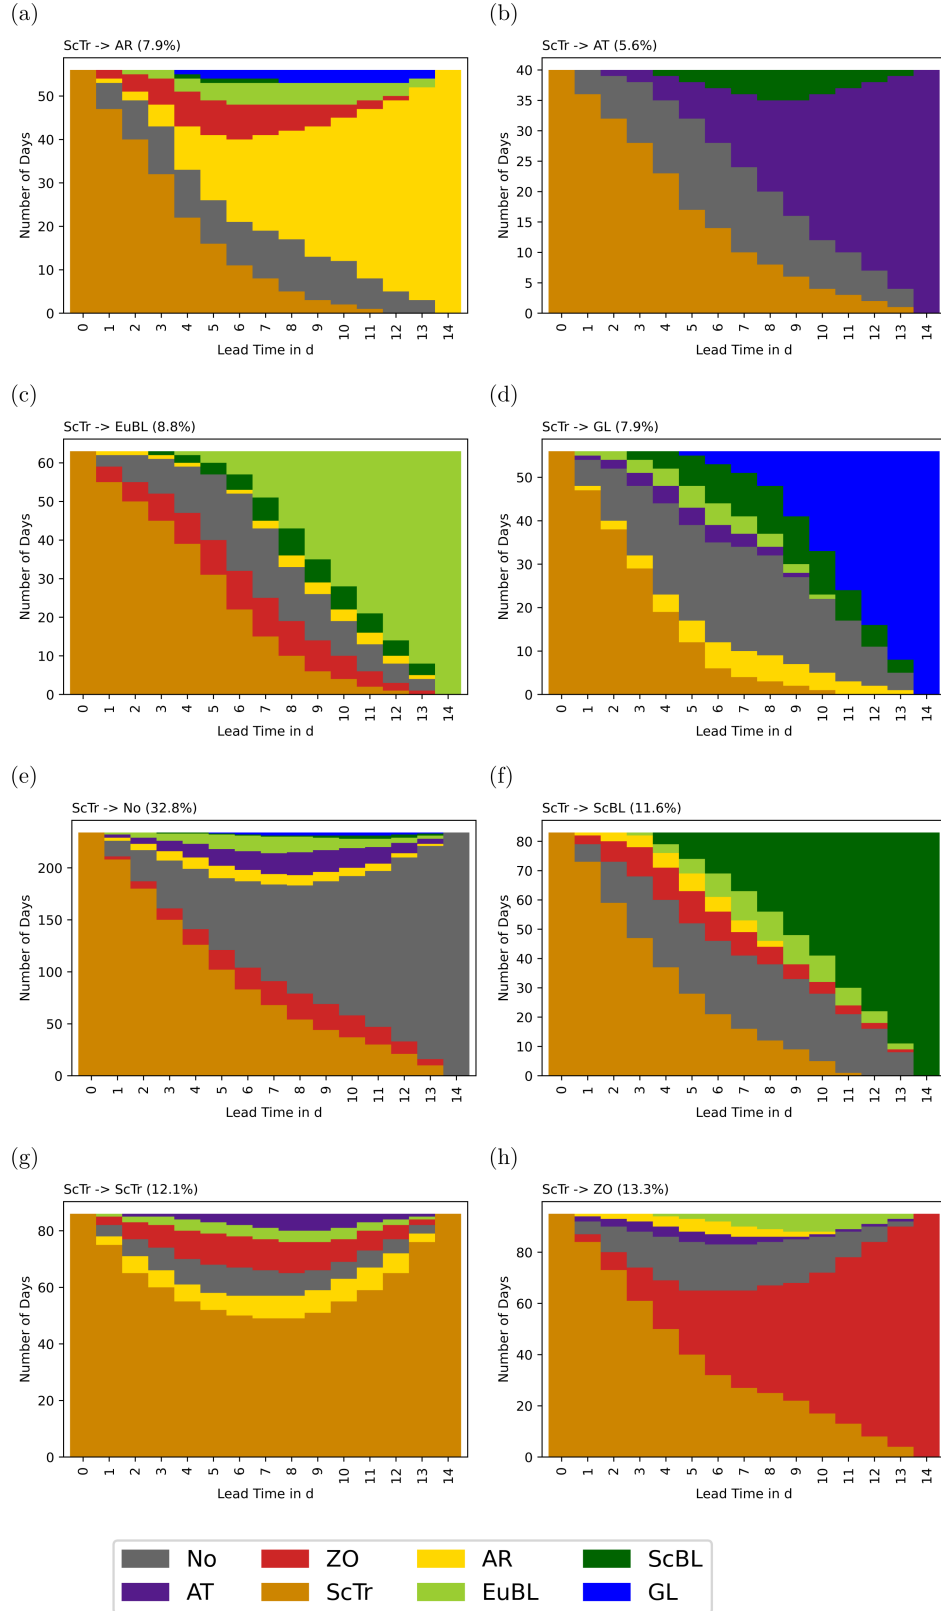 (a)
ScTr -> AR (7.9%)
Number of Days
50
40
30
20
10
0
0 1 2 3 4 5 6 7 8 9 10 11 12 13 14
Lead Time in d
(b)
ScTr -> AT (5.6%)
Number of Days
40
35
30
25
20
15
10
5
0
0 1 2 3 4 5 6 7 8 9 10 11 12 13 14
Lead Time in d
(c)
ScTr -> EuBL (8.8%)
Number of Days
60
50
40
30
20
10
0
0 1 2 3 4 5 6 7 8 9 10 11 12 13 14
Lead Time in d
(d)
ScTr -> GL (7.9%)
Number of Days
50
40
30
20
10
0
0 1 2 3 4 5 6 7 8 9 10 11 12 13 14
Lead Time in d
(e)
ScTr -> No (32.8%)
Number of Days
200
150
100
50
0
0 1 2 3 4 5 6 7 8 9 10 11 12 13 14
Lead Time in d
(f)
ScTr -> ScBL (11.6%)
Number of Days
80
70
60
50
40
30
20
10
0
0 1 2 3 4 5 6 7 8 9 10 11 12 13 14
Lead Time in d
(g)
ScTr -> ScTr (12.1%)
Number of Days
80
60
40
20
0
0 1 2 3 4 5 6 7 8 9 10 11 12 13 14
Lead Time in d
(h)
ScTr -> ZO (13.3%)
Number of Days
80
60
40
20
0
0 1 2 3 4 5 6 7 8 9 10 11 12 13 14
Lead Time in d
No ZO AR ScBL
AT ScTr EuBL GL